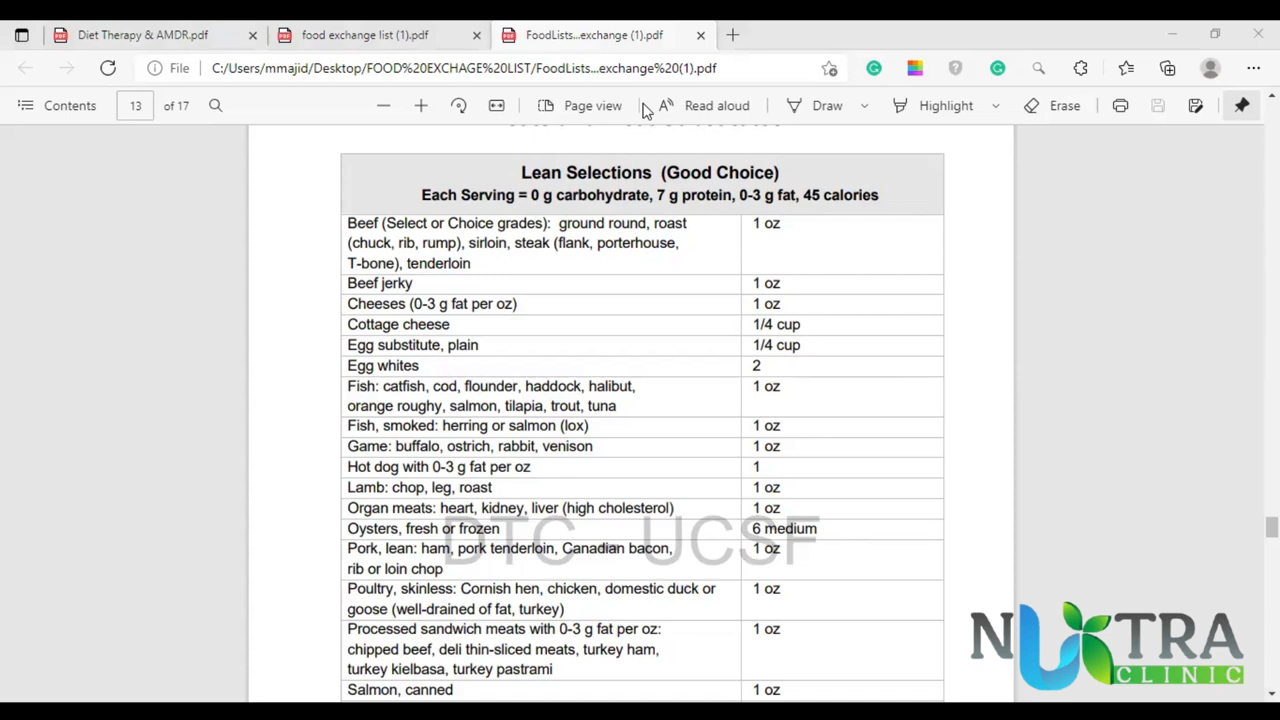 Diet Therapy & AMDR.pdf
food exchange list (1).pdf
FoodLists...exchange (1).pdf
File
C:/Users/mmajid/Desktop/FOOD%20EXCHAGE%20LIST/FoodLists...exchange%20(1).pdf
Contents
13
of 17
Page view
Read aloud
Draw
Highlight
Erase
Lean Selections (Good Choice)
Each Serving = 0 g carbohydrate, 7 g protein, 0-3 g fat, 45 calories
Beef (Select or Choice grades): ground round, roast 1 oz
(chuck, rib, rump), sirloin, steak (flank, porterhouse,
T-bone), tenderloin
Beef jerky 1 oz
Cheeses (0-3 g fat per oz) 1 oz
Cottage cheese 1/4 cup
Egg substitute, plain 1/4 cup
Egg whites 2
Fish: catfish, cod, flounder, haddock, halibut, 1 oz
orange roughy, salmon, tilapia, trout, tuna
Fish, smoked: herring or salmon (lox) 1 oz
Game: buffalo, ostrich, rabbit, venison 1 oz
Hot dog with 0-3 g fat per oz 1
Lamb: chop, leg, roast 1 oz
Organ meats: heart, kidney, liver (high cholesterol) 1 oz
Oysters, fresh or frozen 6 medium
DTC UCSF
Pork, lean: ham, pork tenderloin, Canadian bacon, 1 oz
rib or loin chop
Poultry, skinless: Cornish hen, chicken, domestic duck or 1 oz
goose (well-drained of fat, turkey)
Processed sandwich meats with 0-3 g fat per oz: 1 oz
chipped beef, deli thin-sliced meats, turkey ham,
turkey kielbasa, turkey pastrami
Salmon, canned 1 oz
NUTRA
CLINIC